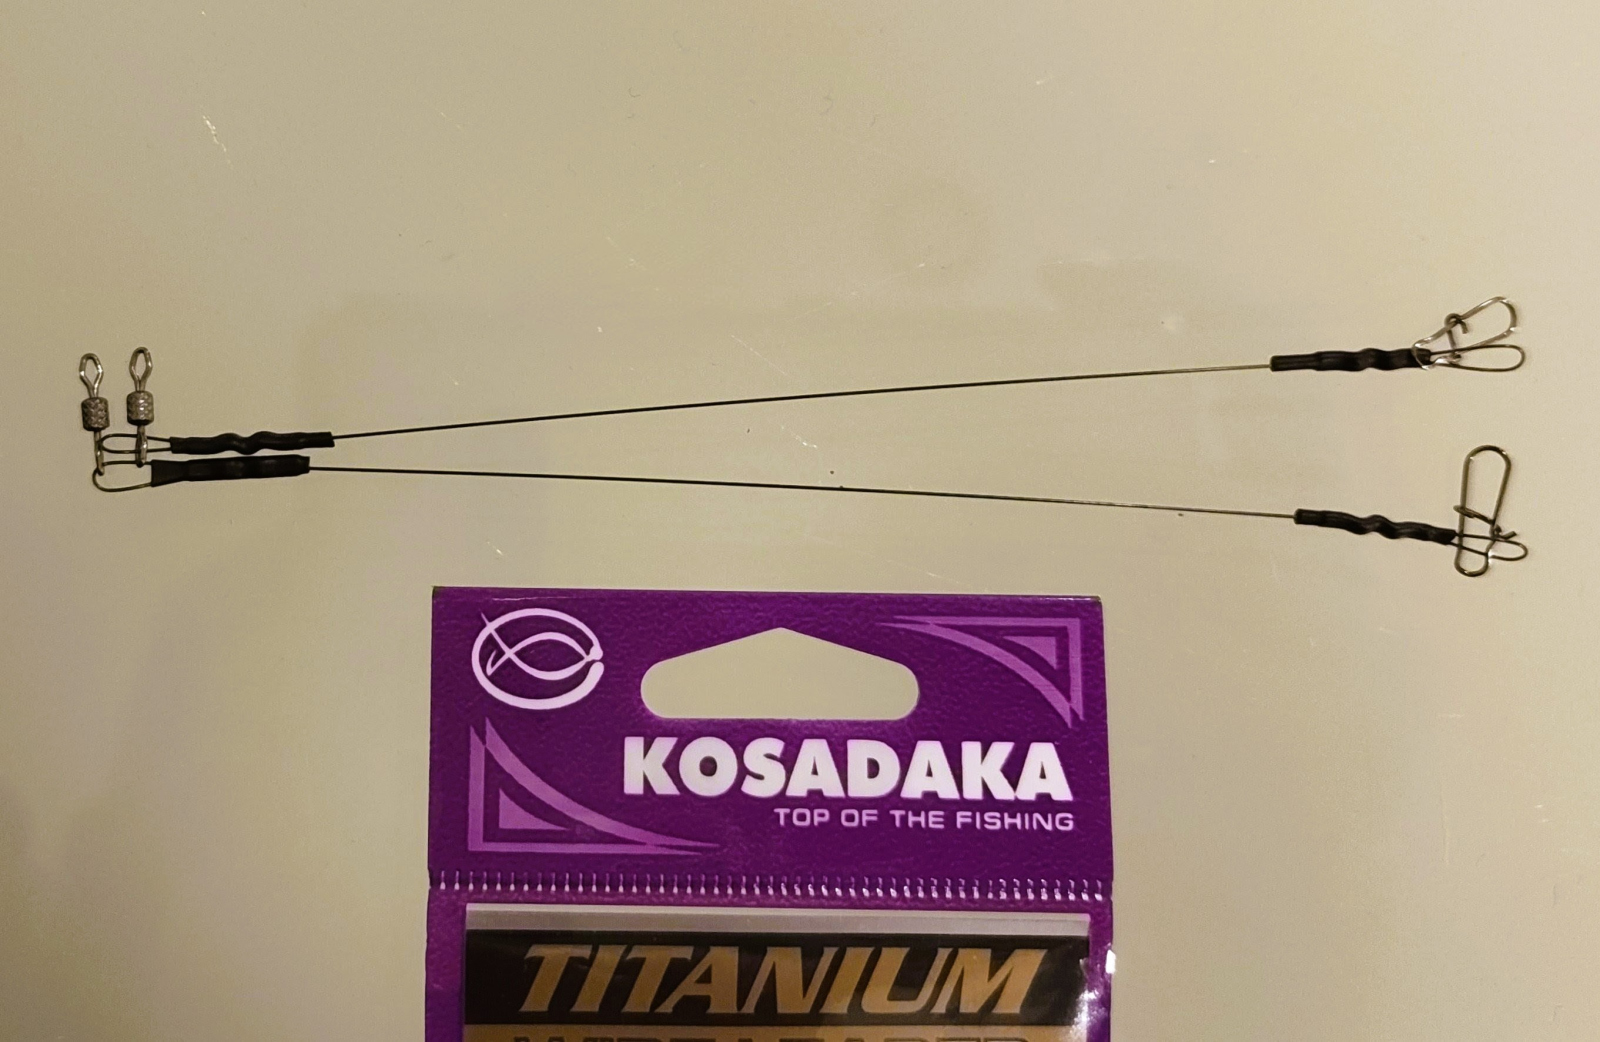 KOSADAKA
TOP OF THE FISHING
TITANIUM